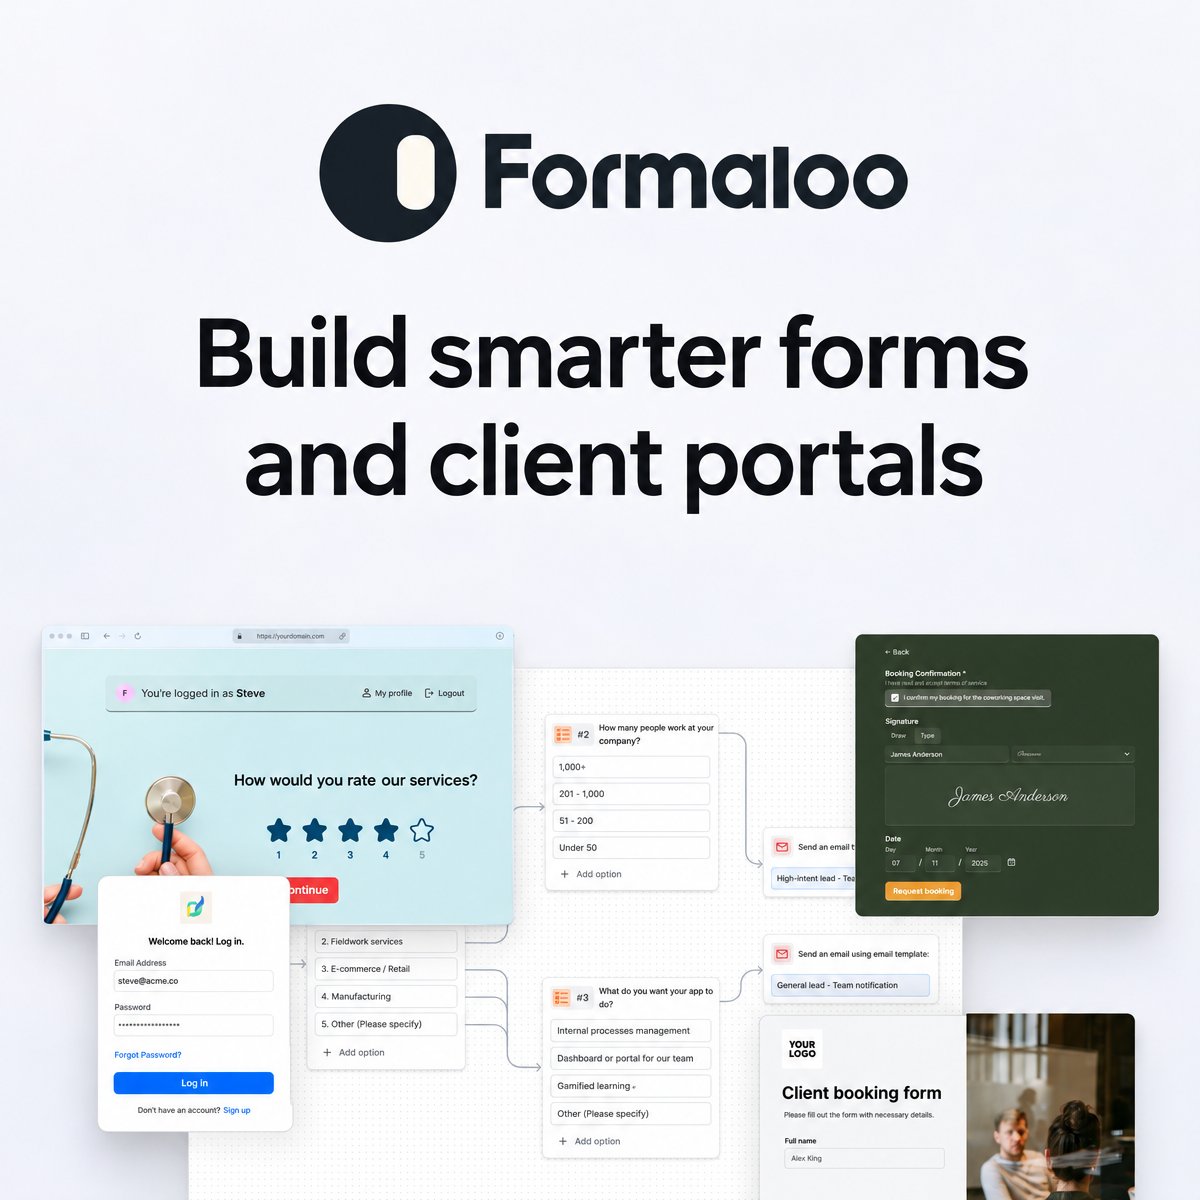 Formaloo
Build smarter forms
and client portals
https://yourdomain.com
F
You're logged in as Steve
My profile
Logout
How would you rate our services?
1 2 3 4 5
ontinue
Welcome back! Log in.
Email Address
steve@acme.co
Password
•••••••••••••••••
Forgot Password?
Log in
Don't have an account? Sign up
2. Fieldwork services
3. E-commerce / Retail
4. Manufacturing
5. Other (Please specify)
+ Add option
#2
How many people work at your
company?
1,000+
201 - 1,000
51 - 200
Under 50
+ Add option
#3
What do you want your app to
do?
Internal processes management
Dashboard or portal for our team
Gamified learning
Other (Please specify)
+ Add option
Send an email
High-intent lead - Tea
Send an email using email template:
General lead - Team notification
← Back
Booking Confirmation *
I have read and accept terms of service
I confirm my booking for the coworking space visit.
Signature
Draw
Type
James Anderson
James Anderson
Date
Day Month Year
07 / 11 / 2025
Request booking
YOUR
LOGO
Client booking form
Please fill out the form with necessary details.
Full name
Alex King